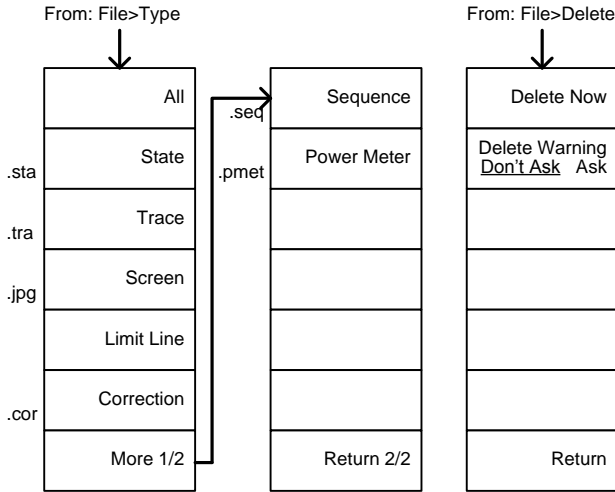 From: File>Type
All
.sta
State
.tra
Trace
.jpg
Screen
Limit Line
.cor
Correction
More 1/2
.seq
Sequence
.pmet
Power Meter
Return 2/2
From: File>Delete
Delete Now
Delete Warning
Don't Ask Ask
Return